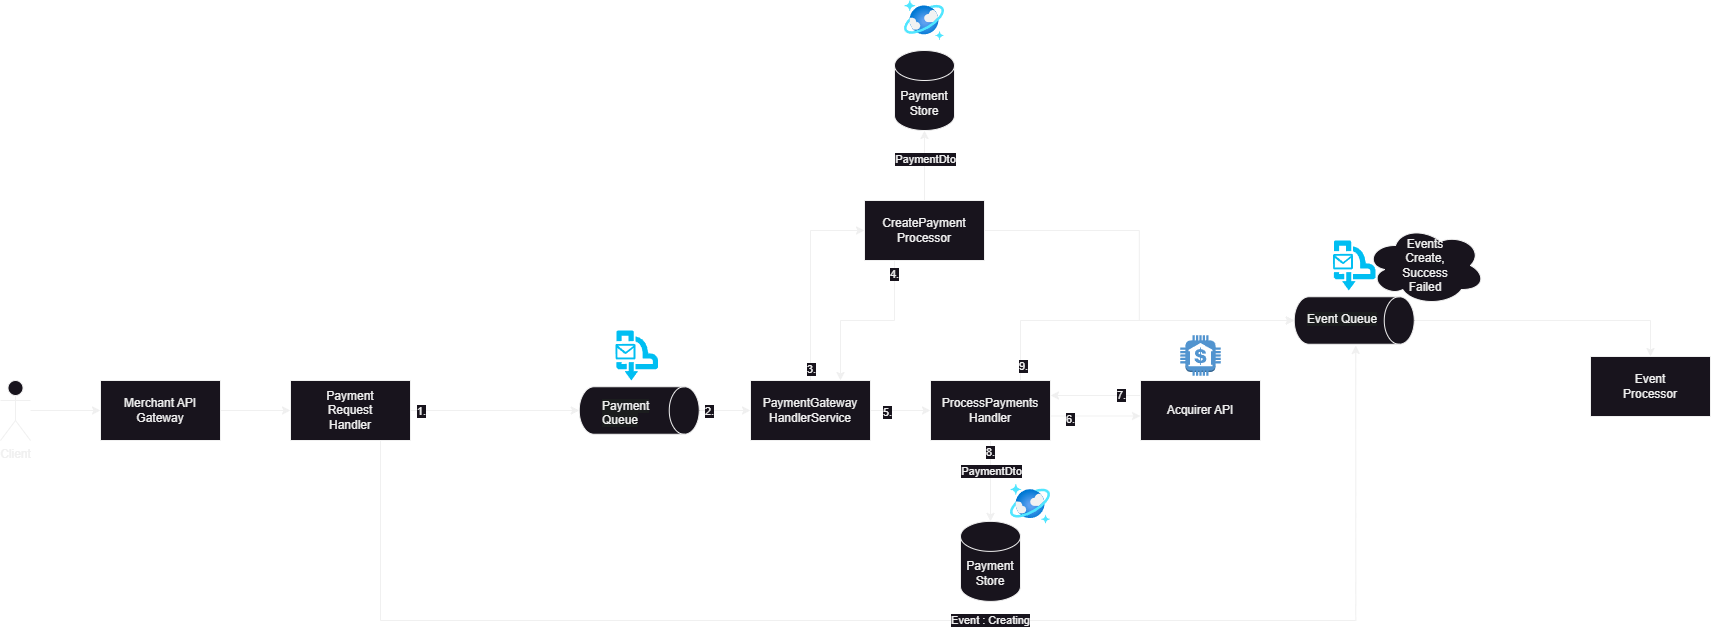 Payment
Store
PaymentDto
CreatePayment
Processor
4.
Events
Create,
Success
Failed
Event Queue
3.
9.
$
Client
Merchant API
Gateway
Payment
Request
Handler
1.
Payment
Queue
2.
PaymentGateway
HandlerService
5.
ProcessPayments
Handler
7.
6.
Acquirer API
Event
Processor
8.
PaymentDto
Payment
Store
Event : Creating